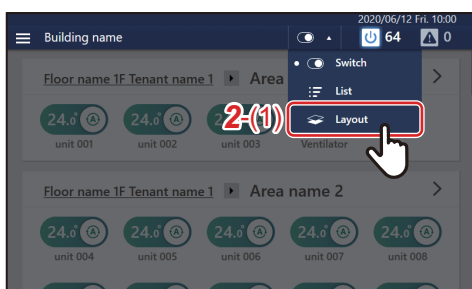 2020/06/12 Fri. 10:00
Building name
64
0
Switch
Floor name 1F Tenant name 1 Area
List
24.0 A 24.0 A 2 24.0 A
2-(1)
Layout
unit 001 unit 002 unit 003 Ventilator
Floor name 1F Tenant name 1 Area name 2
24.0° A 24.0° A 24.0° A 24.0° A 24.0° A
unit 004 unit 005 unit 006 unit 007 unit 008